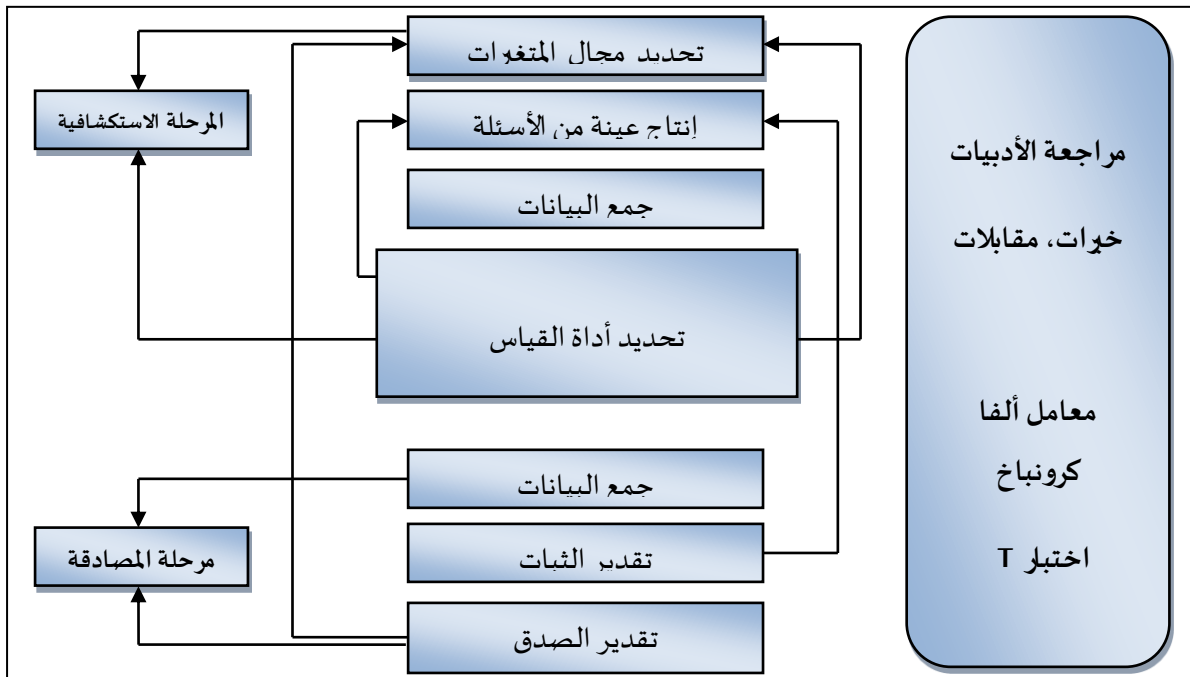 مراجعة الأدبيات
خبرات، مقابلات
معامل ألفا
كرونباخ
اختبار T
تحديد مجال المتغيرات
إنتاج عينة من الأسئلة
جمع البيانات
تحديد أداة القياس
جمع البيانات
تقدير الثبات
تقدير الصدق
المرحلة الاستكشافية
مرحلة المصادقة